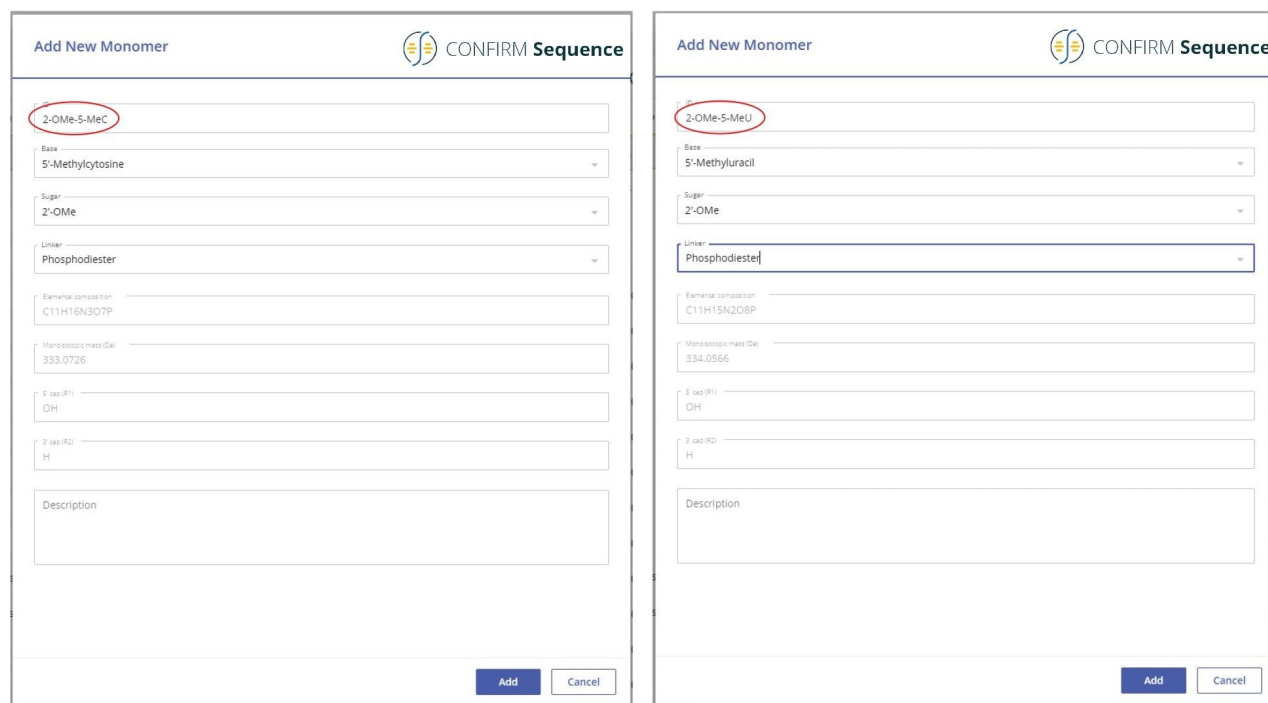 Add New Monomer
CONFIRM Sequence
ID
2-OMe-5-MeC
Base
5'-Methylcytosine
Sugar
2'-OMe
Linker
Phosphodiester
Elemental composition
C11H16N3O7P
Monoisotopic mass (Da)
333.0726
5' cap (R1)
OH
3' cap (R2)
H
Description
Add
Cancel
Add New Monomer
CONFIRM Sequence
ID
2-OMe-5-MeU
Base
5'-Methyluracil
Sugar
2'-OMe
Linker
Phosphodiester
Elemental composition
C11H15N2O8P
Monoisotopic mass (Da)
334.0566
5' cap (R1)
OH
3' cap (R2)
H
Description
Add
Cancel